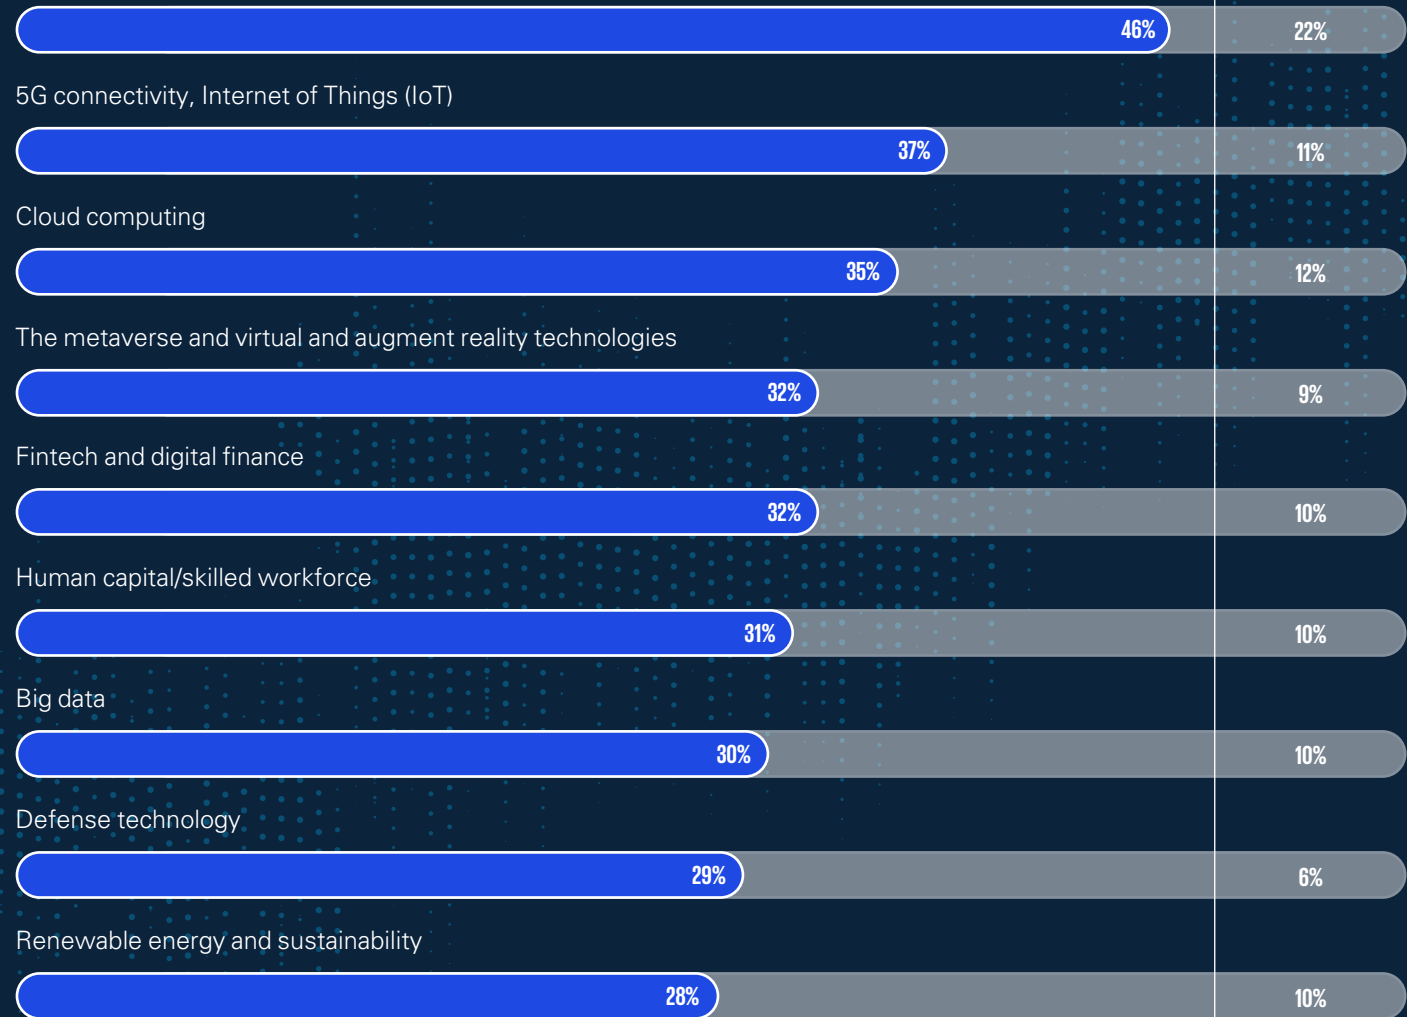 46% 22%
5G connectivity, Internet of Things (IoT)
37% 11%
Cloud computing
35% 12%
The metaverse and virtual and augment reality technologies
32% 9%
Fintech and digital finance
32% 10%
Human capital/skilled workforce
31% 10%
Big data
30% 10%
Defense technology
29% 6%
Renewable energy and sustainability
28% 10%